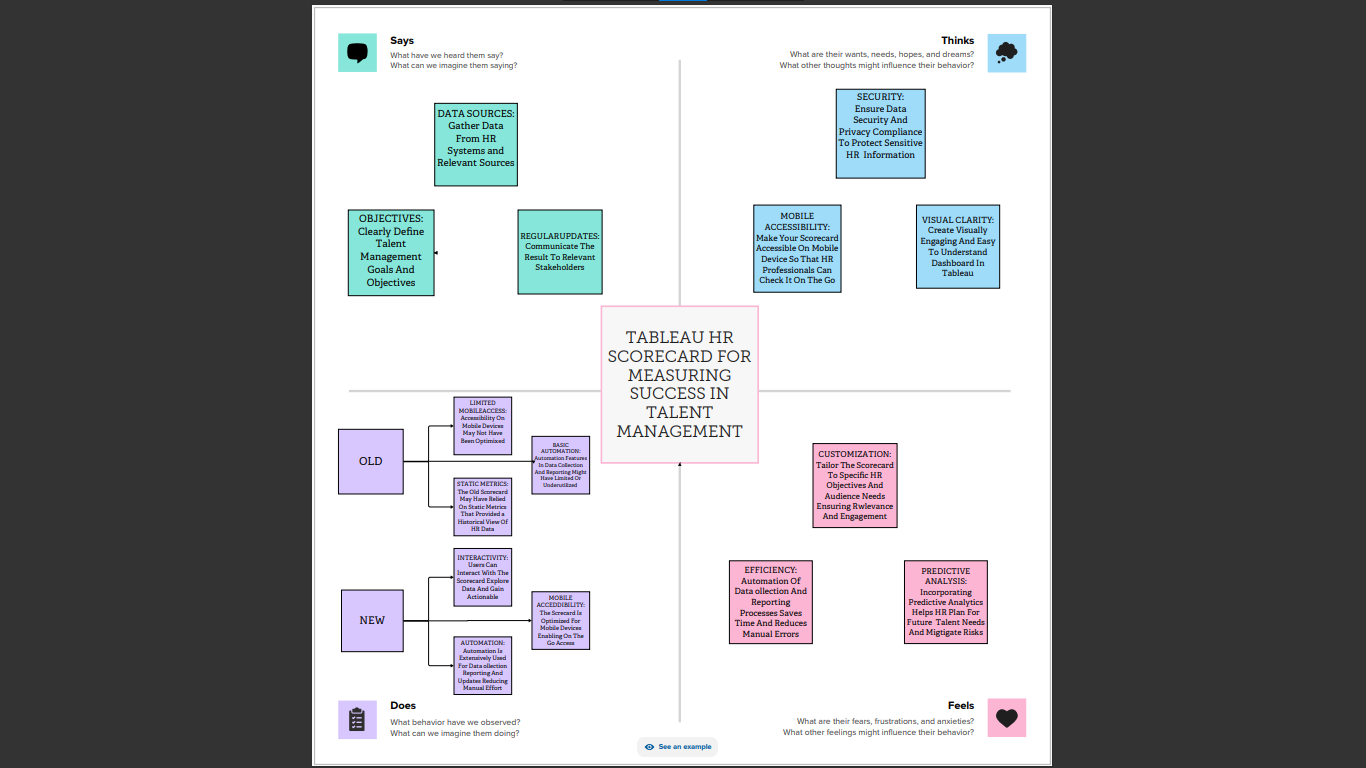 Says
What have we heard them say?
What can we imagine them saying?
Thinks
What are their wants, needs, hopes, and dreams?
What other thoughts might influence their behavior?
DATA SOURCES:
Gather Data
From HR
Systems and
Relevant Sources
OBJECTIVES:
Clearly Define
Talent
Management
Goals And
Objectives
REGULARUPDATES:
Communicate The
Result To Relevant
Stakeholders
SECURITY:
Ensure Data
Security And
Privacy Compliance
To Protect Sensitive
HR Information
MOBILE
ACCESSIBILITY:
Make Your Scorecard
Accessible On Mobile
Device So That HR
Professionals Can
Check It On The Go
VISUAL CLARITY:
Create Visually
Engaging And Easy
To Understand
Dashboard In
Tableau
TABLEAU HR
SCORECARD FOR
MEASURING
SUCCESS IN
TALENT
MANAGEMENT
OLD
LIMITED
MOBILEACCESS:
Accessibility On
Mobile Devices
May Not Have
Been Optimixed
BASIC
AUTOMATION:
Automation Features
In Data Collection
And Reporting Might
Have Limited Or
Underutilized
STATIC METRICS:
The Old Scorecard
May Have Relied
On Static Metrics
That Provided a
Historical View Of
HR Data
NEW
INTERACTIVITY:
Users Can
Interact With The
Scorecard Explore
Data And Gain
Actionable
MOBILE
ACCEDDIBILITY:
The Screcard Is
Optimized For
Mobile Devices
Enabling On The
Go Access
AUTOMATION:
Automation Is
Extensively Used
For Data ollection
Reporting And
Updates Reducing
Manual Effort
CUSTOMIZATION:
Tailor The Scorecard
To Specific HR
Objectives And
Audience Needs
Ensuring Rwlevance
And Engagement
EFFICIENCY:
Automation Of
Data ollection And
Reporting
Processes Saves
Time And Reduces
Manual Errors
PREDICTIVE
ANALYSIS:
Incorporating
Predictive Analytics
Helps HR Plan For
Future Talent Needs
And Migtigate Risks
Does
What behavior have we observed?
What can we imagine them doing?
Feels
What are their fears, frustrations, and anxieties?
What other feelings might influence their behavior?
See an example